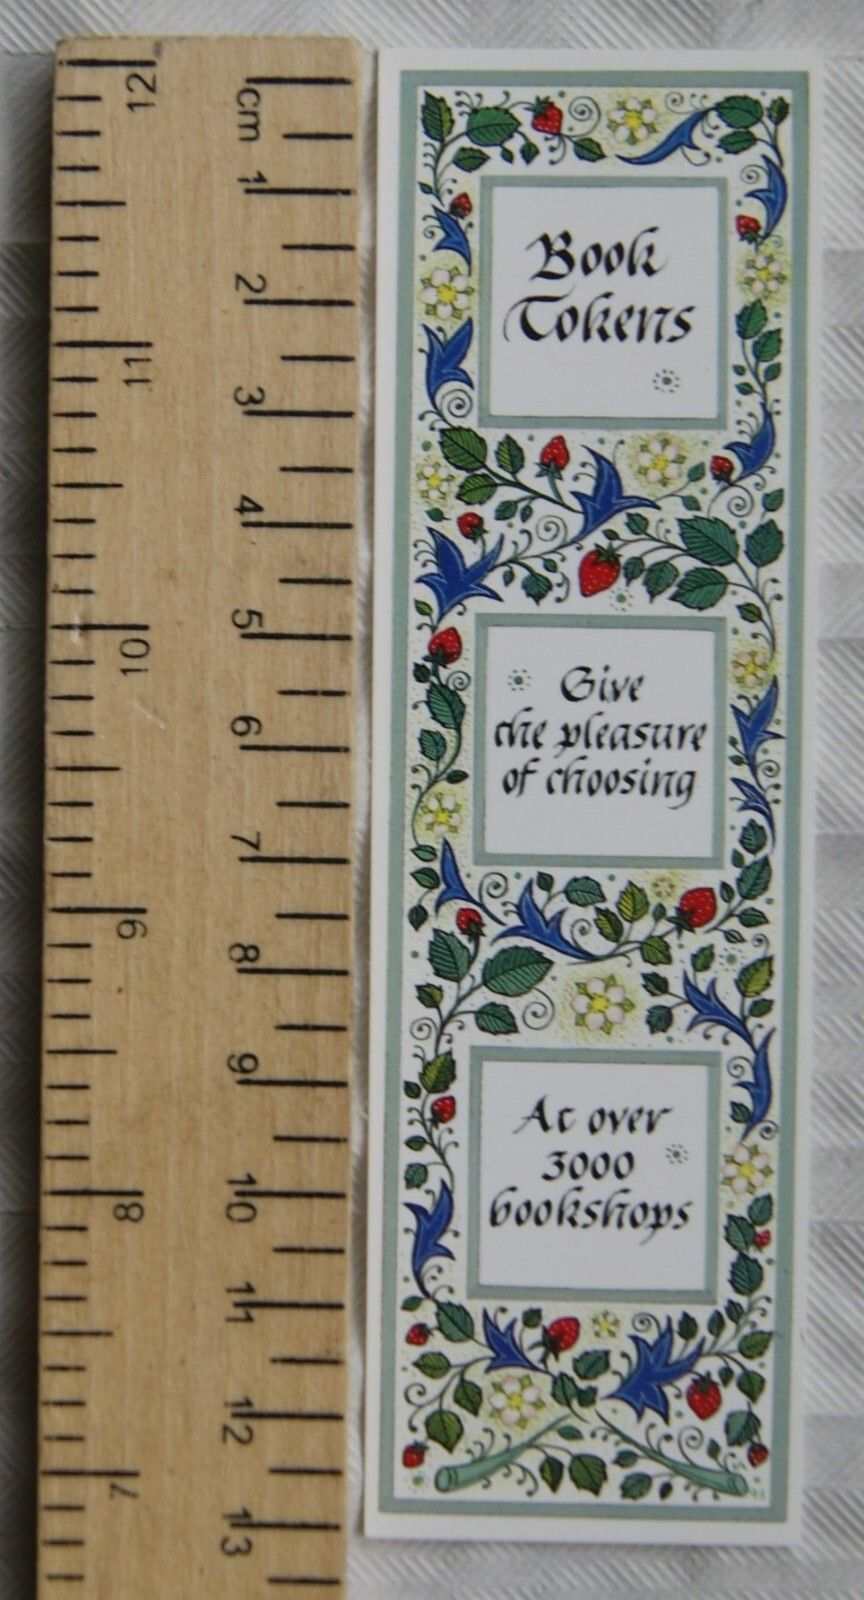 12
11
10
9
8
7
cm
1
2
3
4
5
6
7
8
9
10
11
12
13
Book
Tokens
Give
the pleasure
of choosing
At over
3000
bookshops